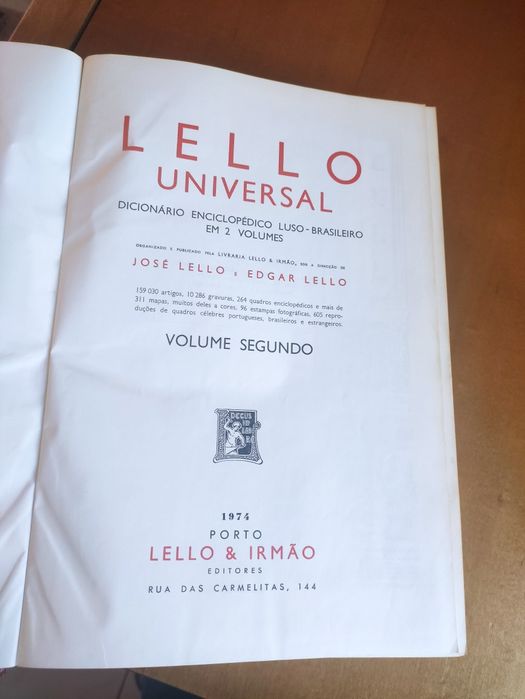 LELLO
UNIVERSAL
DICIONÁRIO ENCICLOPÉDICO LUSO-BRASILEIRO
EM 2 VOLUMES
ORGANIZADO E PUBLICADO PELA LIVRARIA LELLO & IRMÃO, SOB A DIRECÇÃO DE
JOSÉ LELLO E EDGAR LELLO
159 030 artigos, 10 286 gravuras, 264 quadros enciclopédicos e mais de
311 mapas, muitos deles a cores, 96 estampas fotográficas, 605 repro-
duções de quadros célebres portugueses, brasileiros e estrangeiros.
VOLUME SEGUNDO
DECUS
IN
LABORE
1974
PORTO
LELLO & IRMÃO
EDITORES
RUA DAS CARMELITAS, 144